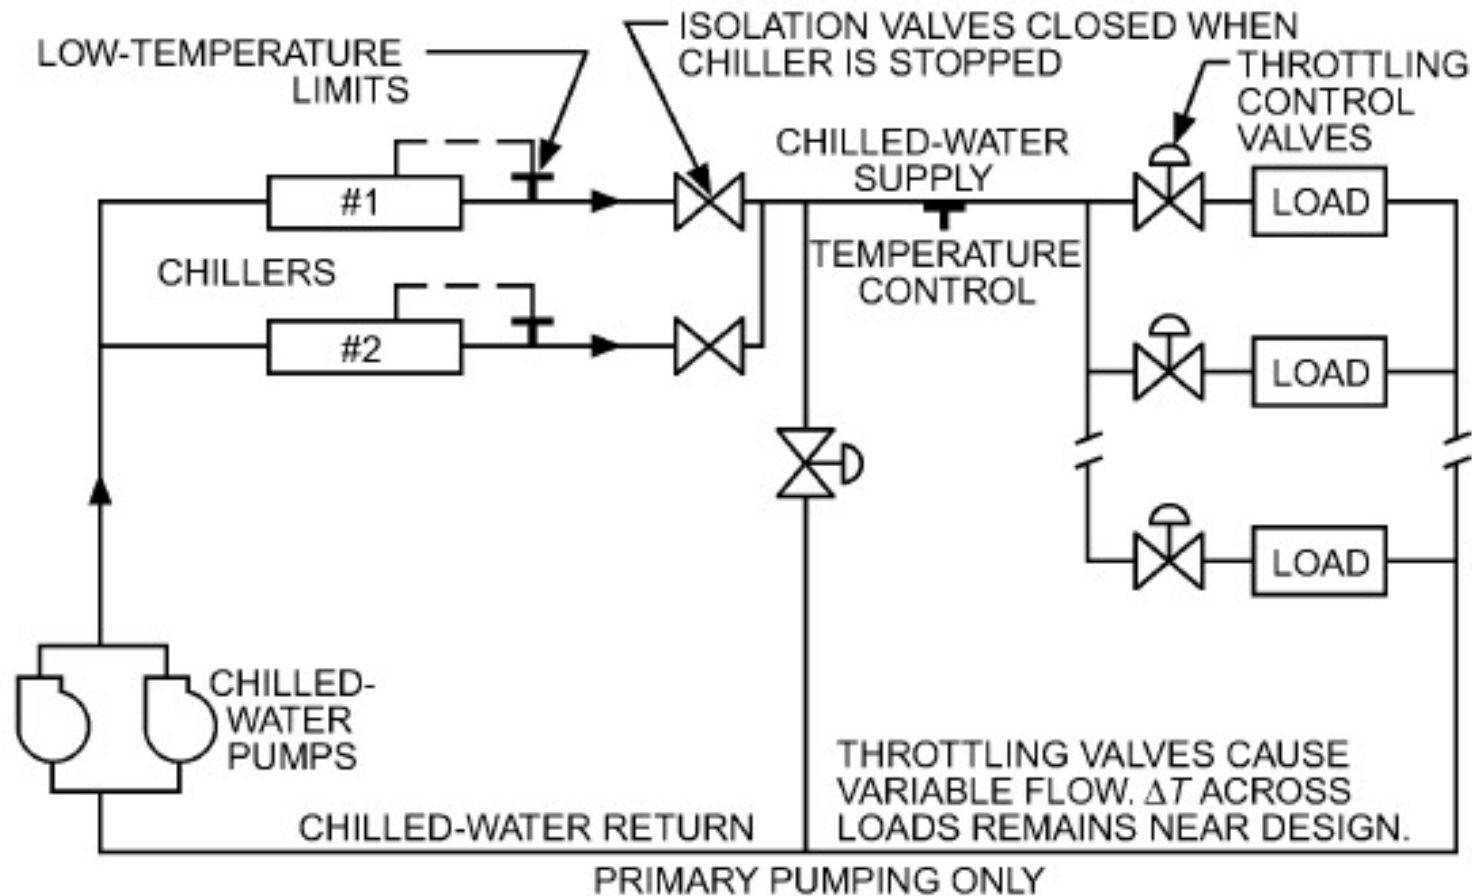 LOW-TEMPERATURE
LIMITS
ISOLATION VALVES CLOSED WHEN
CHILLER IS STOPPED
THROTTLING
CONTROL
VALVES
CHILLED-WATER
SUPPLY
#1
LOAD
TEMPERATURE
CONTROL
CHILLERS
#2
LOAD
LOAD
CHILLED-
WATER
PUMPS
THROTTLING VALVES CAUSE
VARIABLE FLOW. ΔT ACROSS
LOADS REMAINS NEAR DESIGN.
CHILLED-WATER RETURN
PRIMARY PUMPING ONLY